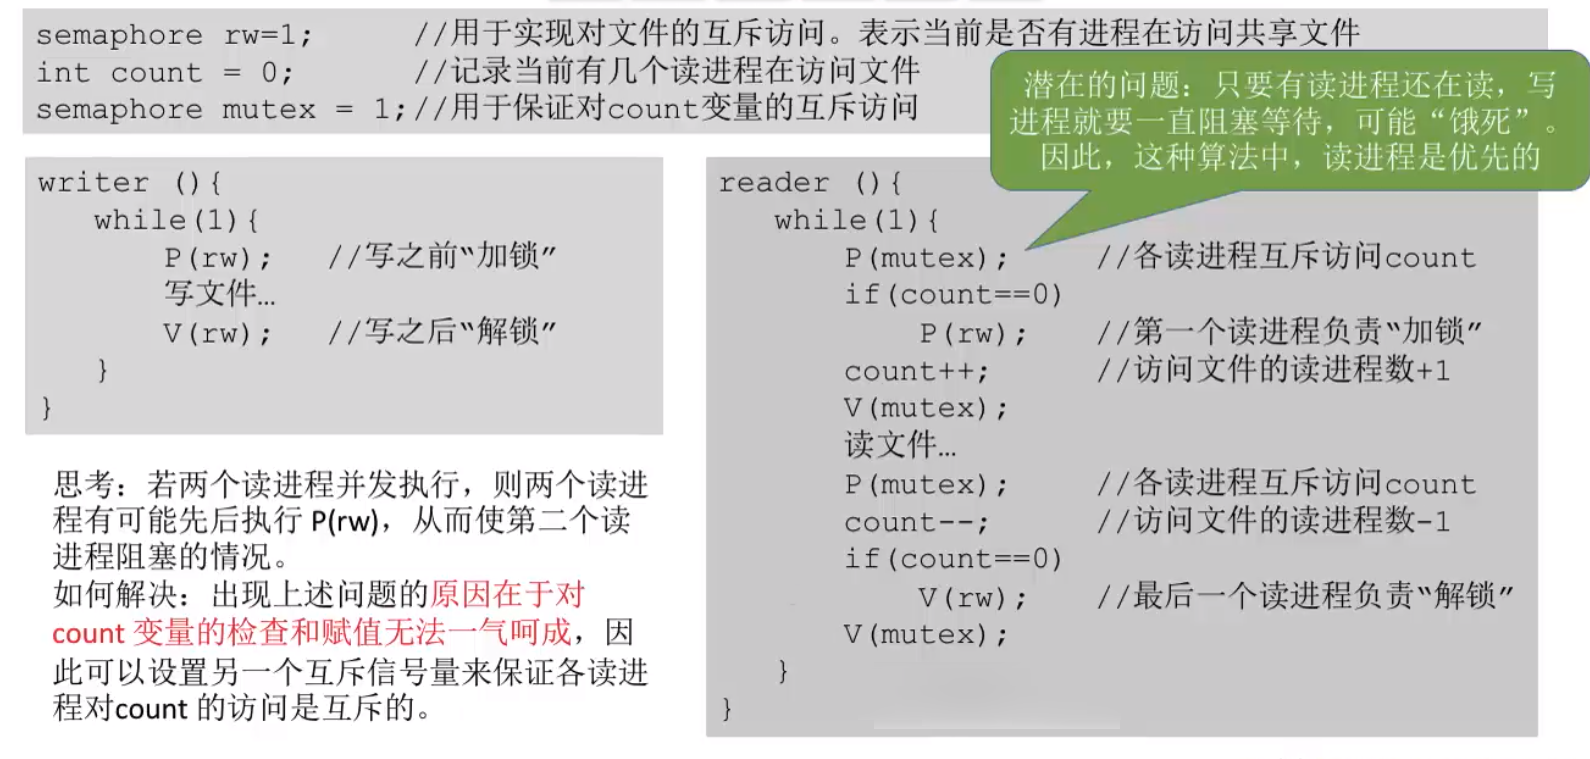 semaphore rw=1;      //用于实现对文件的互斥访问。表示当前是否有进程在访问共享文件
int count = 0;       //记录当前有几个读进程在访问文件
semaphore mutex = 1;//用于保证对count变量的互斥访问
潜在的问题：只要有读进程还在读，写
进程就要一直阻塞等待，可能“饿死”。
因此，这种算法中，读进程是优先的
writer (){
while(1){
P(rw);   //写之前“加锁”
写文件…
V(rw);   //写之后“解锁”
}
}
思考：若两个读进程并发执行，则两个读进
程有可能先后执行 P(rw)，从而使第二个读
进程阻塞的情况。
如何解决：出现上述问题的原因在于对
count 变量的检查和赋值无法一气呵成，因
此可以设置另一个互斥信号量来保证各读进
程对count 的访问是互斥的。
reader (){
while(1){
P(mutex);     //各读进程互斥访问count
if(count==0)
P(rw);    //第一个读进程负责“加锁”
count++;      //访问文件的读进程数+1
V(mutex);
读文件…
P(mutex);     //各读进程互斥访问count
count--;      //访问文件的读进程数-1
if(count==0)
V(rw);    //最后一个读进程负责“解锁”
V(mutex);
}
}